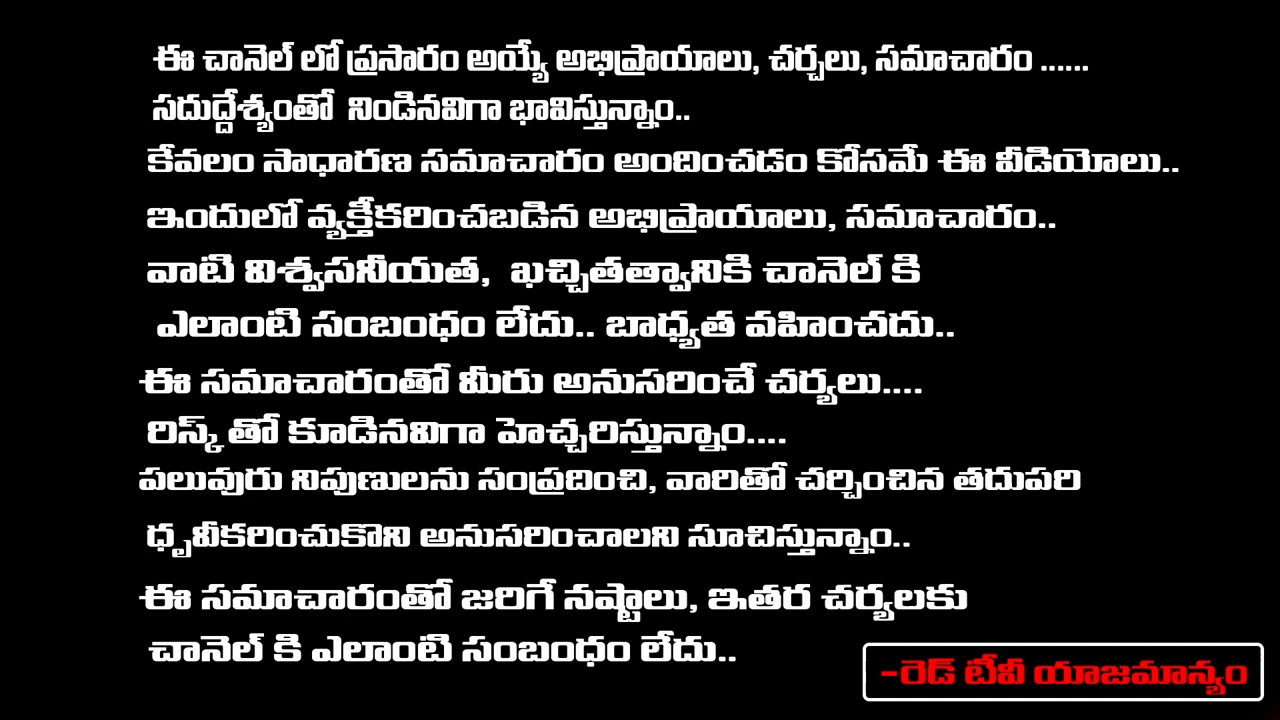 ఈ చానెల్ లో ప్రసారం అయ్యే అభిప్రాయాలు, చర్చలు, సమాచారం ......
సదుద్దేశ్యంతో నిండినవిగా భావిస్తున్నాం..
కేవలం సాధారణ సమాచారం అందించడం కోసమే ఈ వీడియోలు..
ఇందులో వ్యక్తీకరించబడిన అభిప్రాయాలు, సమాచారం..
వాటి విశ్వసనీయత, ఖచ్చితత్వానికి చానెల్ కి
ఎలాంటి సంబంధం లేదు.. బాధ్యత వహించదు..
ఈ సమాచారంతో మీరు అనుసరించే చర్యలు....
రిస్క్ తో కూడినవిగా హెచ్చరిస్తున్నాం....
పలువురు నిపుణులను సంప్రదించి, వారితో చర్చించిన తదుపరి
ధృవీకరించుకొని అనుసరించాలని సూచిస్తున్నాం..
ఈ సమాచారంతో జరిగే నష్టాలు, ఇతర చర్యలకు
చానెల్ కి ఎలాంటి సంబంధం లేదు..
-రెడ్ టీవీ యాజమాన్యం